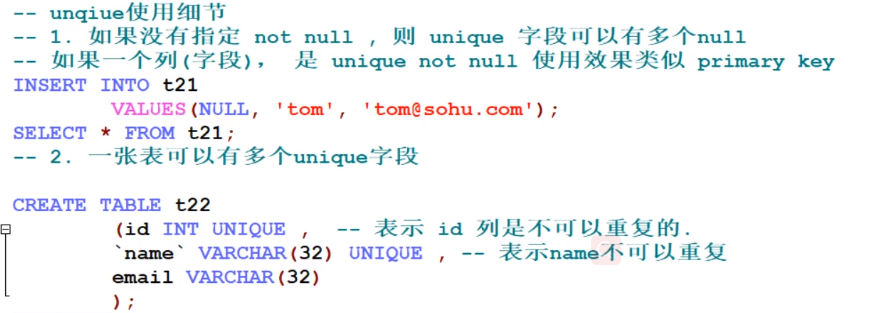 -- unqiue使用细节
-- 1. 如果没有指定 not null , 则 unique 字段可以有多个null
-- 如果一个列(字段)， 是 unique not null 使用效果类似 primary key
INSERT INTO t21
VALUES(NULL, 'tom', 'tom@sohu.com');
SELECT * FROM t21;
-- 2. 一张表可以有多个unique字段
CREATE TABLE t22
(id INT UNIQUE , -- 表示 id 列是不可以重复的.
`name` VARCHAR(32) UNIQUE , -- 表示name不可以重复
email VARCHAR(32)
);